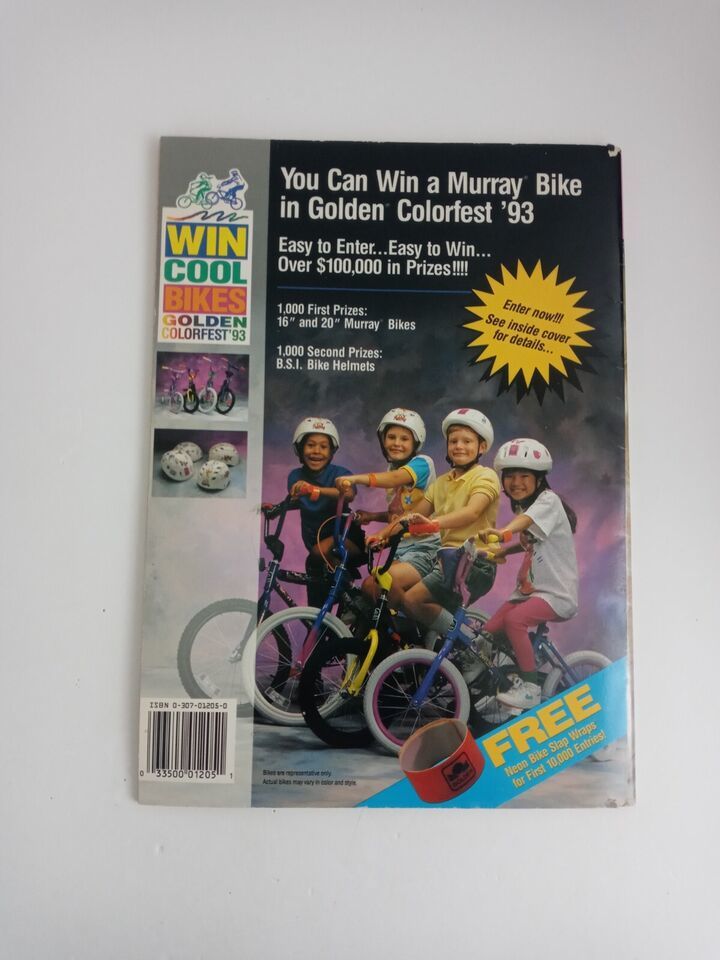 You Can Win a Murray® Bike
in Golden® Colorfest '93
Easy to Enter...Easy to Win...
Over $100,000 in Prizes!!!!
1,000 First Prizes:
16" and 20" Murray® Bikes
1,000 Second Prizes:
B.S.I. Bike Helmets
Enter now!!!
See inside cover
for details...
WIN
COOL
BIKES
GOLDEN
COLORFEST '93
ISBN 0-307-01205-0
0 33500 01205 1
Bikes are representative only.
Actual bikes may vary in color and style.
FREE
Neon Bike Slap Wraps
for First 10,000 Entries!